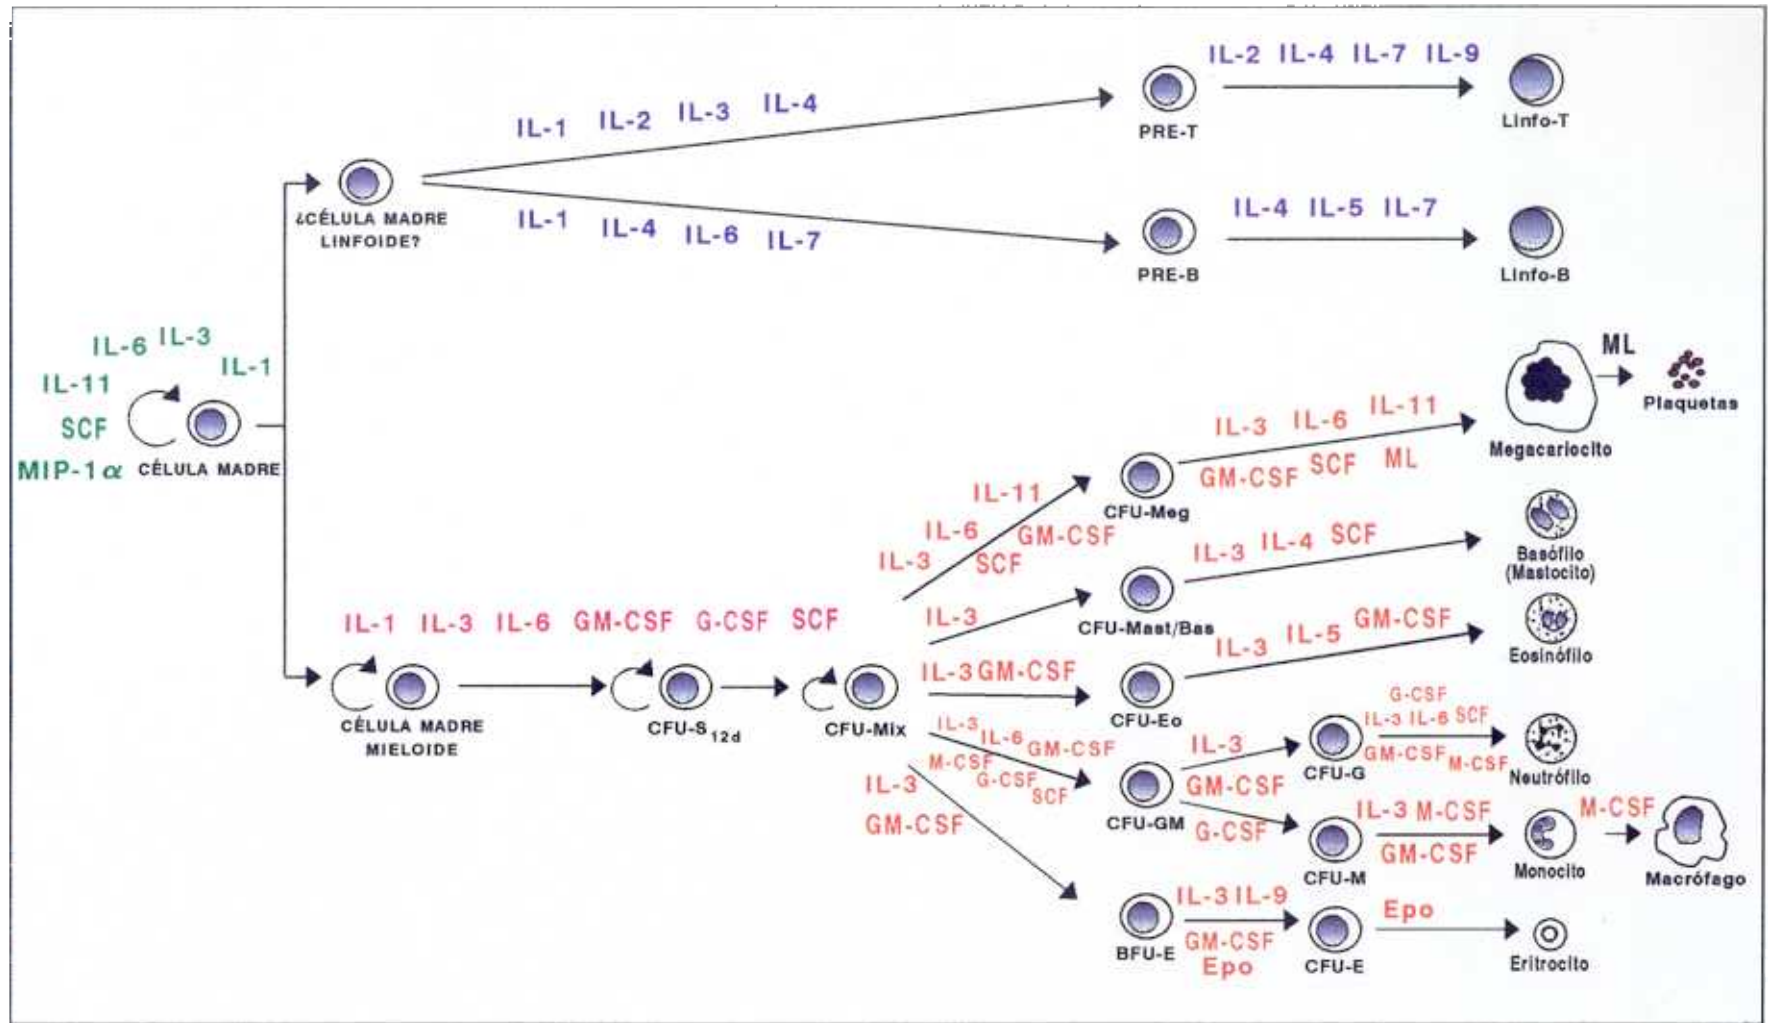 IL-2 IL-4 IL-7 IL-9
PRE-T
Linfo-T
IL-1 IL-2 IL-3 IL-4
¿CÉLULA MADRE
LINFOIDE?
IL-1 IL-4 IL-6 IL-7
IL-4 IL-5 IL-7
PRE-B
Linfo-B
IL-6 IL-3
IL-1
IL-11
SCF
MIP-1α
CÉLULA MADRE
ML
Plaquetas
Megacariocito
IL-3 IL-6 IL-11
GM-CSF SCF ML
CFU-Meg
IL-11
IL-6
GM-CSF
IL-3
SCF
IL-3 IL-4 SCF
Basófilo
(Mastocito)
IL-3
CFU-Mast/Bas
IL-3 IL-5 GM-CSF
Eosinófilo
IL-1 IL-3 IL-6 GM-CSF G-CSF SCF
CÉLULA MADRE
MIELOIDE
CFU-S 12d
CFU-Mix
IL-3 GM-CSF
CFU-Eo
IL-3 IL-6 GM-CSF
M-CSF G-CSF SCF
CFU-GM
IL-3
GM-CSF
G-CSF
CFU-G
G-CSF
IL-3 IL-6 SCF
GM-CSF M-CSF
Neutrófilo
CFU-M
IL-3 M-CSF
GM-CSF
Monocito
M-CSF
Macrófago
IL-3
GM-CSF
BFU-E
IL-3 IL-9
GM-CSF
Epo
CFU-E
Epo
Eritrocito